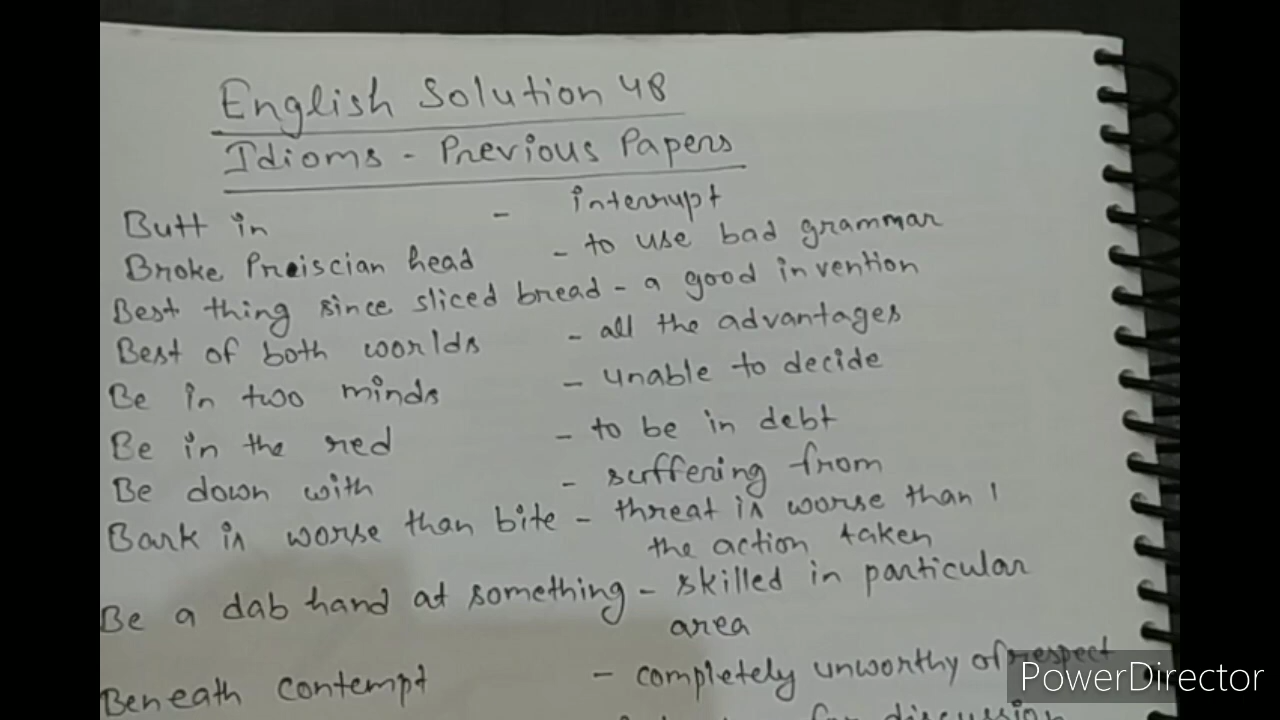 English Solution 48
Idioms - Previous Papers
Butt in - interrupt
Broke Preiscian head - to use bad grammar
Best thing since sliced bread - a good invention
Best of both worlds - all the advantages
Be in two minds - unable to decide
Be in the red - to be in debt
Be down with - suffering from
Bark is worse than bite - threat is worse than
the action taken
Be a dab hand at something - skilled in particular
area
Beneath contempt - completely unworthy of respect
for discussion
PowerDirector